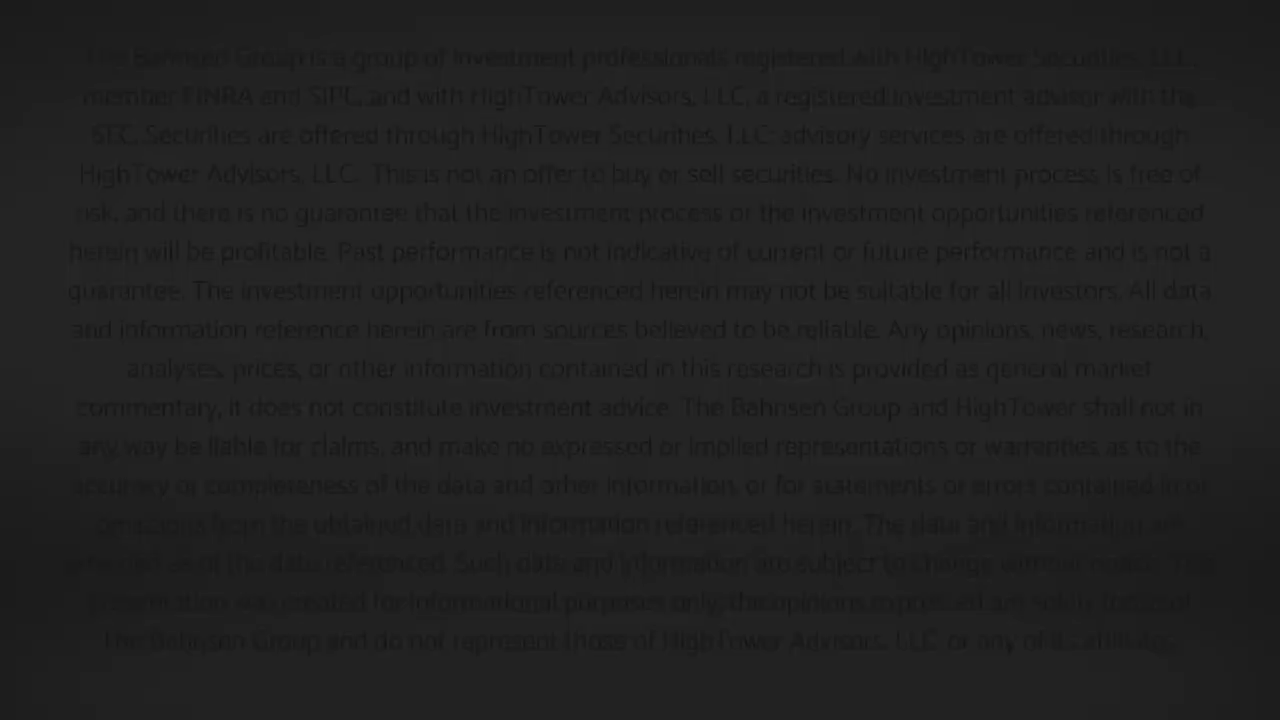 The Bahnsen Group is a group of investment professionals registered with HighTower Securities, LLC,
member FINRA and SIPC, and with HighTower Advisors, LLC, a registered investment advisor with the
SEC. Securities are offered through HighTower Securities, LLC; advisory services are offered through
HighTower Advisors, LLC. This is not an offer to buy or sell securities. No investment process is free of
risk, and there is no guarantee that the investment process or the investment opportunities referenced
herein will be profitable. Past performance is not indicative of current or future performance and is not a
guarantee. The investment opportunities referenced herein may not be suitable for all investors. All data
and information reference herein are from sources believed to be reliable. Any opinions, news, research,
analyses, prices, or other information contained in this research is provided as general market
commentary, it does not constitute investment advice. The Bahnsen Group and HighTower shall not in
any way be liable for claims, and make no expressed or implied representations or warranties as to the
accuracy or completeness of the data and other information, or for statements or errors contained in or
omissions from the obtained data and information referenced herein. The data and information are
provided as of the date referenced. Such data and information are subject to change without notice. This
presentation was created for informational purposes only; the opinions expressed are solely those of
The Bahnsen Group and do not represent those of HighTower Advisors, LLC or any of its affiliates.